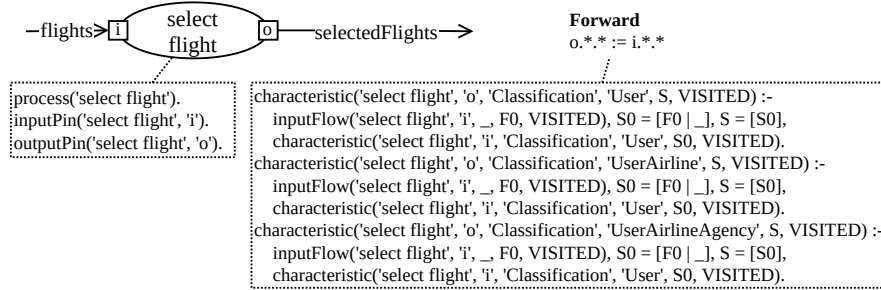 flights
i
select
flight
o
selectedFlights
Forward
o.*.* := i.*.*
process('select flight').
inputPin('select flight', 'i').
outputPin('select flight', 'o').
characteristic('select flight', 'o', 'Classification', 'User', S, VISITED) :-
inputFlow('select flight', 'i', _, F0, VISITED), S0 = [F0 | _], S = [S0],
characteristic('select flight', 'i', 'Classification', 'User', S0, VISITED).
characteristic('select flight', 'o', 'Classification', 'UserAirline', S, VISITED) :-
inputFlow('select flight', 'i', _, F0, VISITED), S0 = [F0 | _], S = [S0],
characteristic('select flight', 'i', 'Classification', 'User', S0, VISITED).
characteristic('select flight', 'o', 'Classification', 'UserAirlineAgency', S, VISITED) :-
inputFlow('select flight', 'i', _, F0, VISITED), S0 = [F0 | _], S = [S0],
characteristic('select flight', 'i', 'Classification', 'User', S0, VISITED).